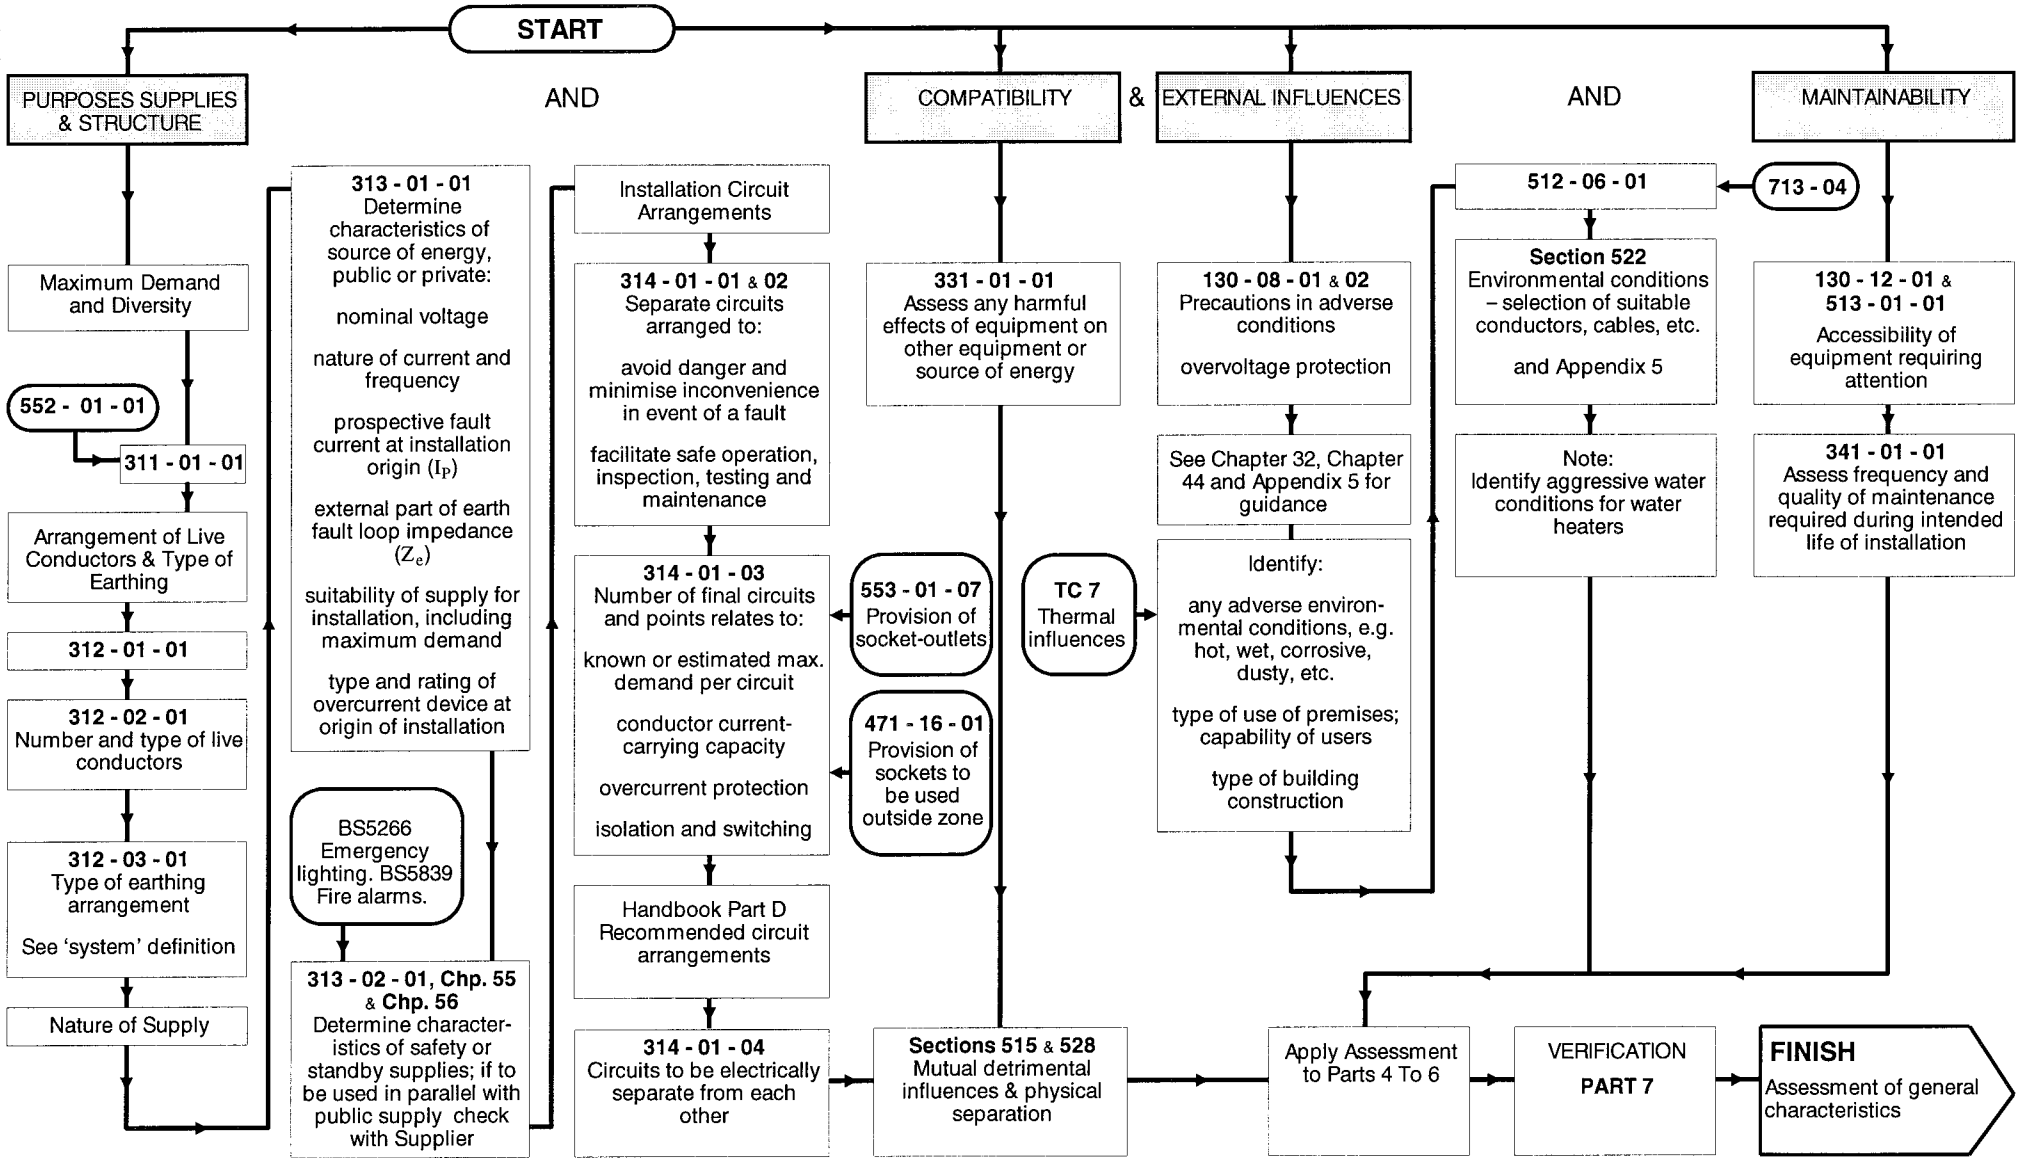 START
PURPOSES SUPPLIES
& STRUCTURE
AND
COMPATIBILITY
&
EXTERNAL INFLUENCES
AND
MAINTAINABILITY
Maximum Demand
and Diversity
552 - 01 - 01
311 - 01 - 01
Arrangement of Live
Conductors & Type of
Earthing
312 - 01 - 01
312 - 02 - 01
Number and type of live
conductors
312 - 03 - 01
Type of earthing
arrangement
See ‘system’ definition
Nature of Supply
313 - 01 - 01
Determine
characteristics of
source of energy,
public or private:
nominal voltage
nature of current and
frequency
prospective fault
current at installation
origin (Ip)
external part of earth
fault loop impedance
(Ze)
suitability of supply for
installation, including
maximum demand
type and rating of
overcurrent device at
origin of installation
BS5266
Emergency
lighting. BS5839
Fire alarms.
313 - 02 - 01, Chp. 55
& Chp. 56
Determine character-
istics of safety or
standby supplies; if to
be used in parallel with
public supply check
with Supplier
Installation Circuit
Arrangements
314 - 01 - 01 & 02
Separate circuits
arranged to:
avoid danger and
minimise inconvenience
in event of a fault
facilitate safe operation,
inspection, testing and
maintenance
314 - 01 - 03
Number of final circuits
and points relates to:
known or estimated max.
demand per circuit
conductor current-
carrying capacity
overcurrent protection
isolation and switching
Handbook Part D
Recommended circuit
arrangements
314 - 01 - 04
Circuits to be electrically
separate from each
other
331 - 01 - 01
Assess any harmful
effects of equipment on
other equipment or
source of energy
553 - 01 - 07
Provision of
socket-outlets
471 - 16 - 01
Provision of
sockets to
be used
outside zone
Sections 515 & 528
Mutual detrimental
influences & physical
separation
130 - 08 - 01 & 02
Precautions in adverse
conditions
overvoltage protection
See Chapter 32, Chapter
44 and Appendix 5 for
guidance
TC 7
Thermal
influences
Identify:
any adverse environ-
mental conditions, e.g.
hot, wet, corrosive,
dusty, etc.
type of use of premises;
capability of users
type of building
construction
512 - 06 - 01
713 - 04
Section 522
Environmental conditions
– selection of suitable
conductors, cables, etc.
and Appendix 5
Note:
Identify aggressive water
conditions for water
heaters
130 - 12 - 01 &
513 - 01 - 01
Accessibility of
equipment requiring
attention
341 - 01 - 01
Assess frequency and
quality of maintenance
required during intended
life of installation
Apply Assessment
to Parts 4 To 6
VERIFICATION
PART 7
FINISH
Assessment of general
characteristics